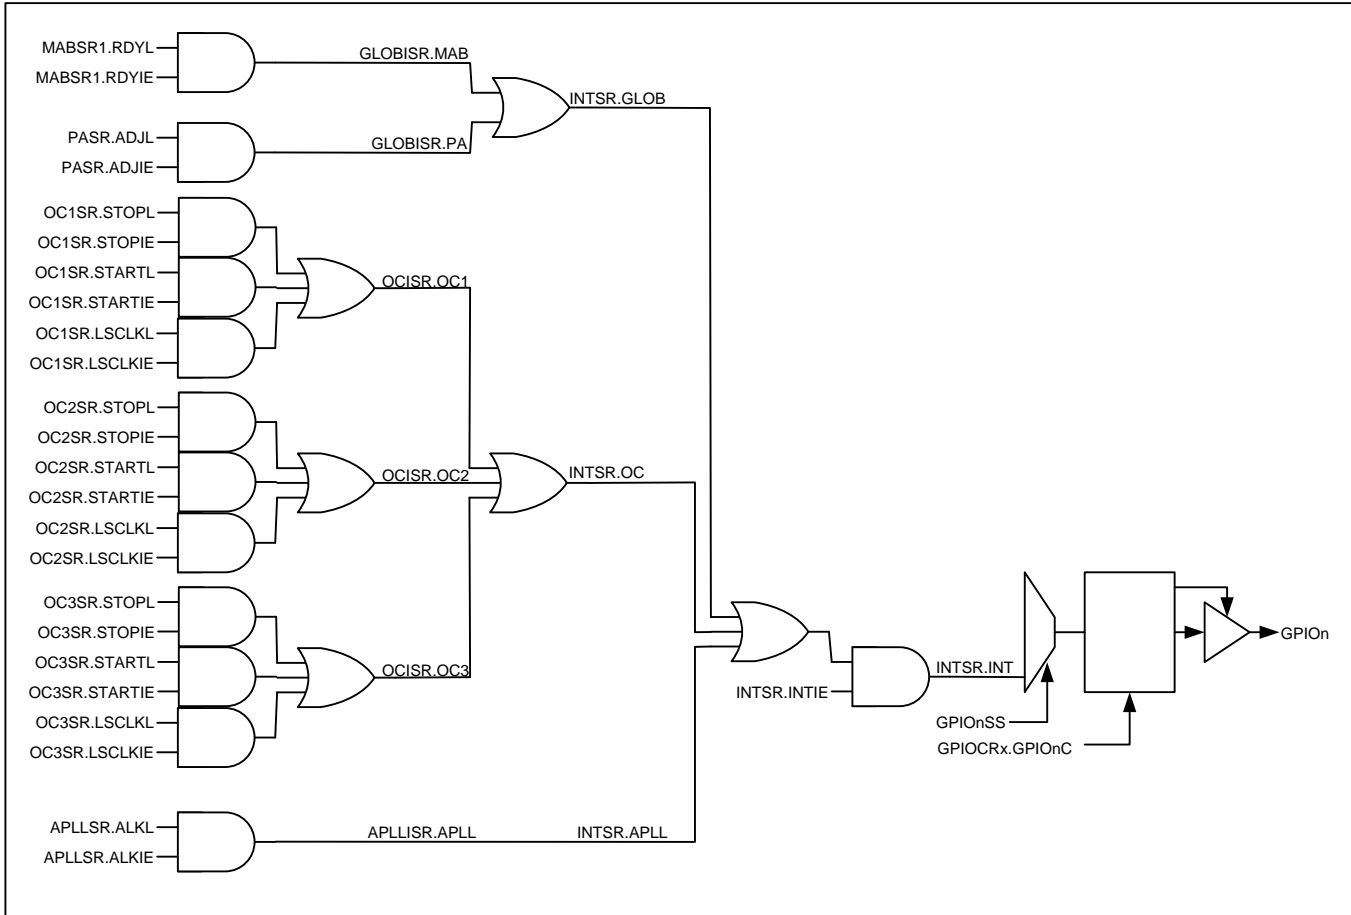 MABSR1.RDYL
MABSR1.RDYIE
GLOBISR.MAB
INTSR.GLOB
PASR.ADJL
PASR.ADJIE
GLOBISR.PA
OC1SR.STOPL
OC1SR.STOPIE
OC1SR.STARTL
OC1SR.STARTIE
OC1SR.LSCLKL
OC1SR.LSCLKIE
OCISR.OC1
OC2SR.STOPL
OC2SR.STOPIE
OC2SR.STARTL
OC2SR.STARTIE
OC2SR.LSCLKL
OC2SR.LSCLKIE
OCISR.OC2
INTSR.OC
OC3SR.STOPL
OC3SR.STOPIE
OC3SR.STARTL
OC3SR.STARTIE
OC3SR.LSCLKL
OC3SR.LSCLKIE
OCISR.OC3
INTSR.INTIE
INTSR.INT
GPIOnSS
GPIOCRx.GPIOnC
GPIOn
APLLSR.ALKL
APLLSR.ALKIE
APLLISR.APLL
INTSR.APLL